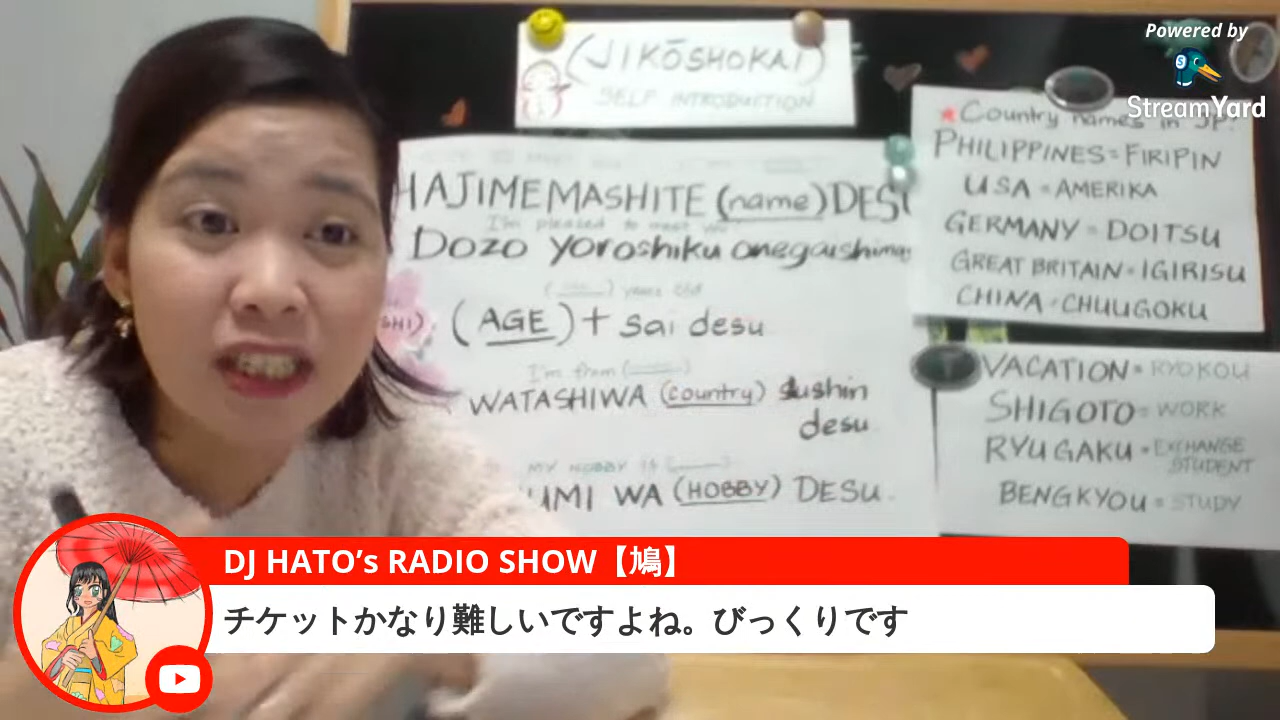 Powered by
StreamYard
(JIKŌSHOKAI)
SELF INTRODUCTION
HAJIMEMASHITE (name) DESU
I'm pleased to meet you
Dozo yoroshiku onegaishimas
years old
(AGE) + sai desu
I'm from
WATASHIWA (country) shushin
desu
MY HOBBY IS
UMI WA (HOBBY) DESU
★ Country names in JP.
PHILIPPINES = FIRIPIN
USA = AMERIKA
GERMANY = DOITSU
GREAT BRITAIN = IGIRISU
CHINA = CHUUGOKU
VACATION = RYOKOU
SHIGOTO = WORK
RYUGAKU = EXCHANGE
STUDENT
BENGKYOU = STUDY
DJ HATO's RADIO SHOW【鳩】
チケットかなり難しいですよね。びっくりです